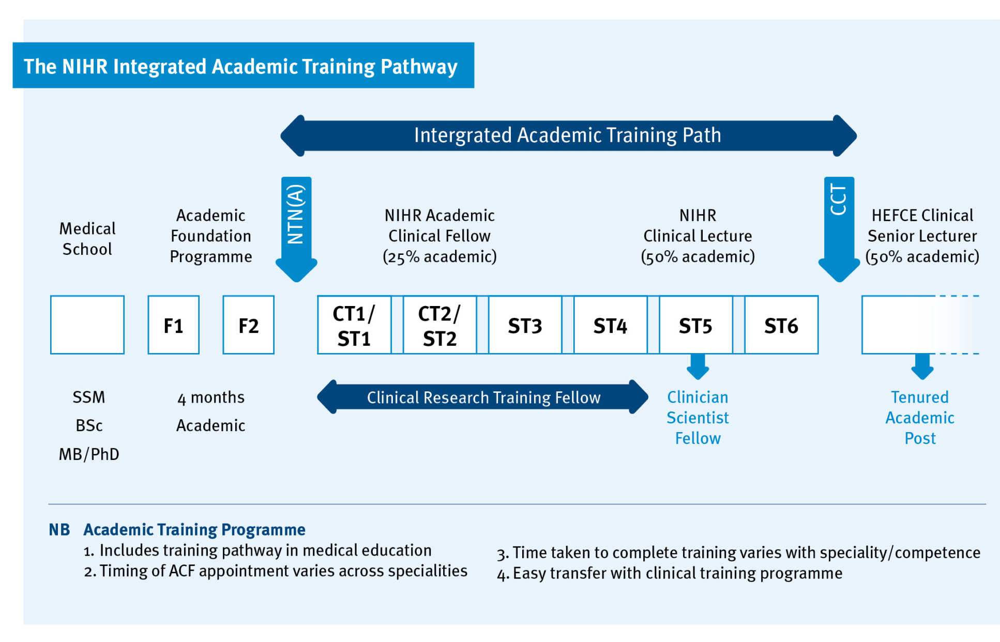 The NIHR Integrated Academic Training Pathway
Intergrated Academic Training Path
NTN(A)
CCT
Medical
School
Academic
Foundation
Programme
NIHR Academic
Clinical Fellow
(25% academic)
NIHR
Clinical Lecture
(50% academic)
HEFCE Clinical
Senior Lecturer
(50% academic)
F1
F2
CT1/
ST1
CT2/
ST2
ST3
ST4
ST5
ST6
SSM
BSc
MB/PhD
4 months
Academic
Clinical Research Training Fellow
Clinician
Scientist
Fellow
Tenured
Academic
Post
NB Academic Training Programme
1. Includes training pathway in medical education
2. Timing of ACF appointment varies across specialities
3. Time taken to complete training varies with speciality/competence
4. Easy transfer with clinical training programme